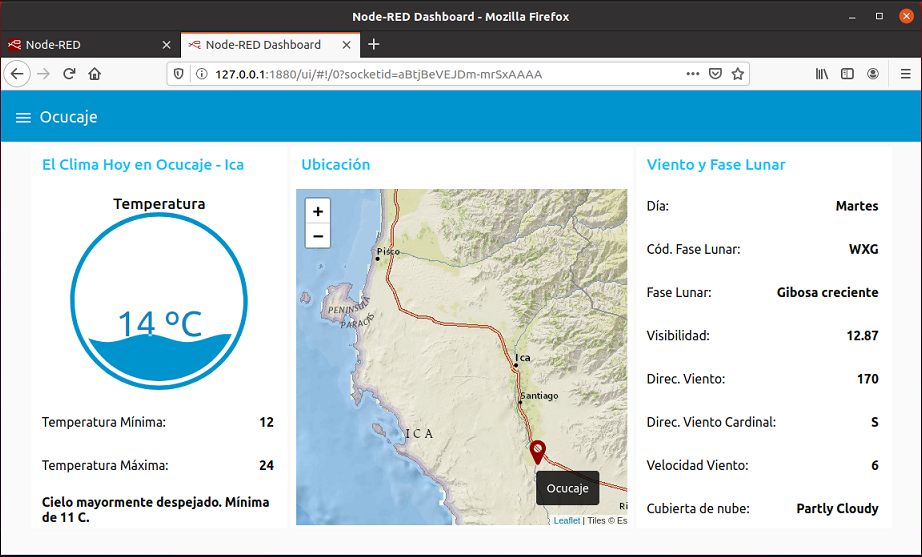 Node-RED Dashboard - Mozilla Firefox
Node-RED
Node-RED Dashboard
127.0.0.1:1880/ui/#!/0?socketid=aBtjBeVEJDm-mrSxAAAA
Ocucaje
El Clima Hoy en Ocucaje - Ica
Temperatura
14 ºC
Temperatura Mínima: 12
Temperatura Máxima: 24
Cielo mayormente despejado. Mínima
de 11 C.
Ubicación
+
−
Pisco
PENINSULA
PARACAS
Ica
Santiago
ICA
Ocucaje
Leaflet | Tiles © Es
Viento y Fase Lunar
Día: Martes
Cód. Fase Lunar: WXG
Fase Lunar: Gibosa creciente
Visibilidad: 12.87
Direc. Viento: 170
Direc. Viento Cardinal: S
Velocidad Viento: 6
Cubierta de nube: Partly Cloudy